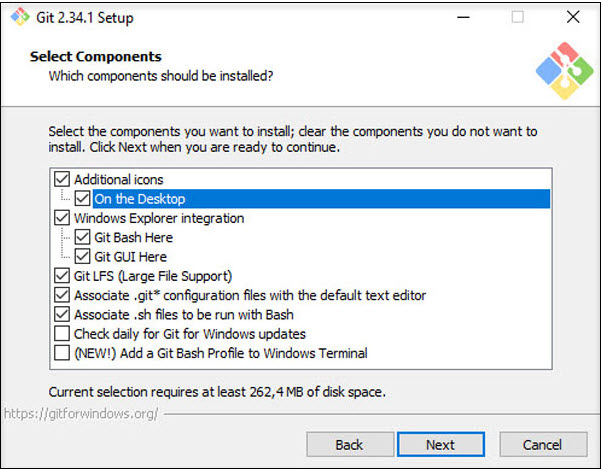 Git 2.34.1 Setup
Select Components
Which components should be installed?
Select the components you want to install; clear the components you do not want to
install. Click Next when you are ready to continue.
Additional icons
On the Desktop
Windows Explorer integration
Git Bash Here
Git GUI Here
Git LFS (Large File Support)
Associate .git* configuration files with the default text editor
Associate .sh files to be run with Bash
Check daily for Git for Windows updates
(NEW!) Add a Git Bash Profile to Windows Terminal
Current selection requires at least 262,4 MB of disk space.
https://gitforwindows.org/
Back Next Cancel